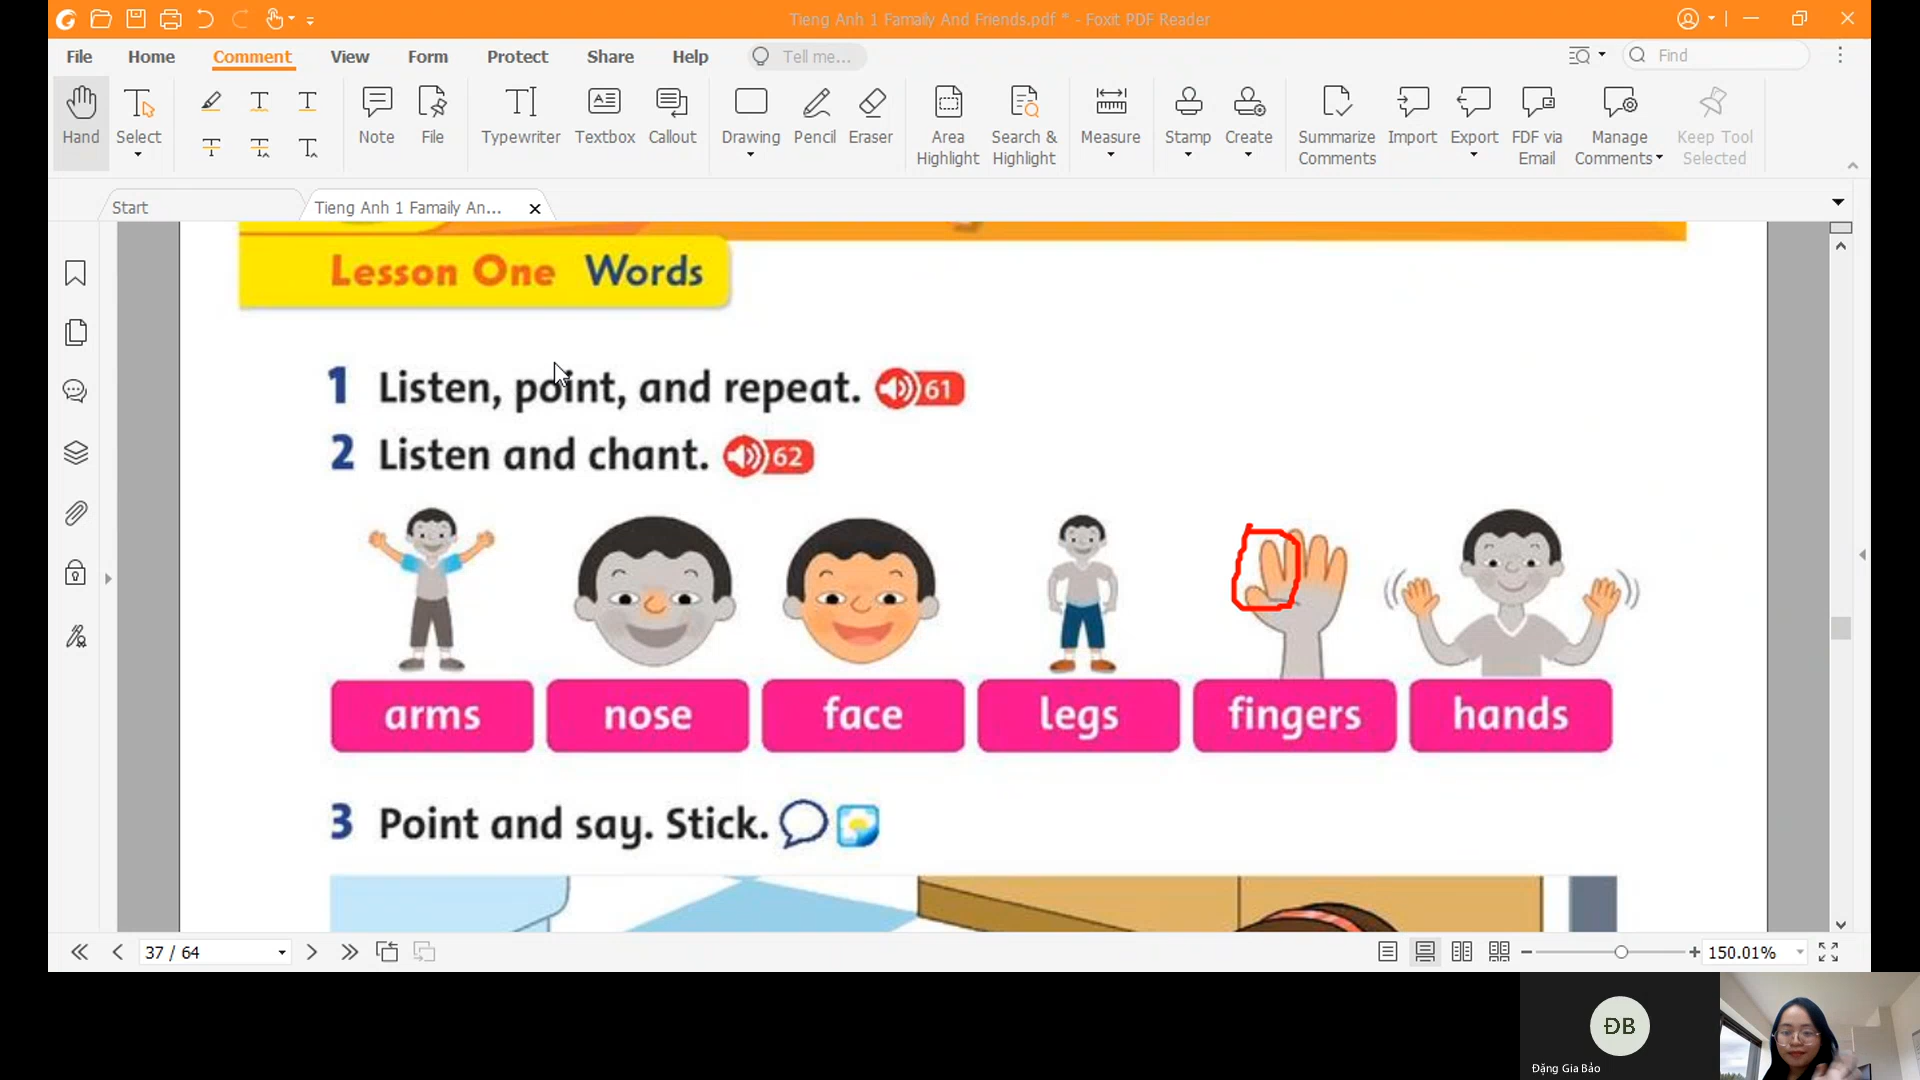 Tieng Anh 1 Famaily And Friends.pdf * - Foxit PDF Reader
File Home Comment View Form Protect Share Help Tell me... Find
Hand Select Note File Typewriter Textbox Callout Drawing Pencil Eraser Area Highlight Search & Highlight Measure Stamp Create Summarize Comments Import Export FDF via Email Manage Comments Keep Tool Selected
Start Tieng Anh 1 Famaily An...
Lesson One Words
1 Listen, point, and repeat. 61
2 Listen and chant. 62
arms nose face legs fingers hands
3 Point and say. Stick.
37 / 64 150.01%
ĐB
Đặng Gia Bảo